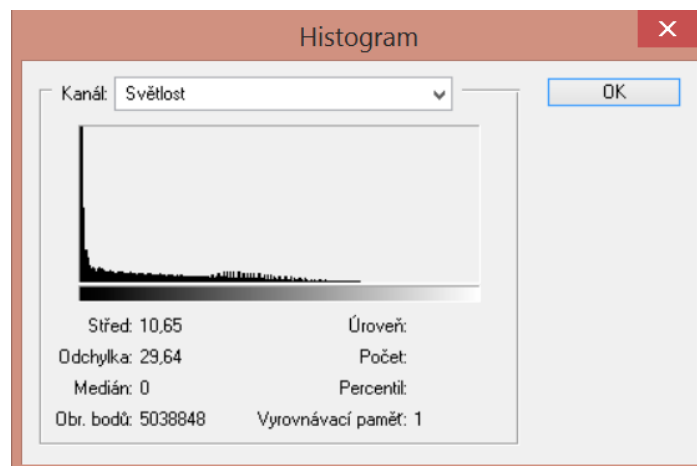 Histogram
Kanál: Světlost
OK
Střed: 10,65 Úroveň:
Odchylka: 29,64 Počet:
Medián: 0 Percentil:
Obr. bodů: 5038848 Vyrovnávací paměť: 1